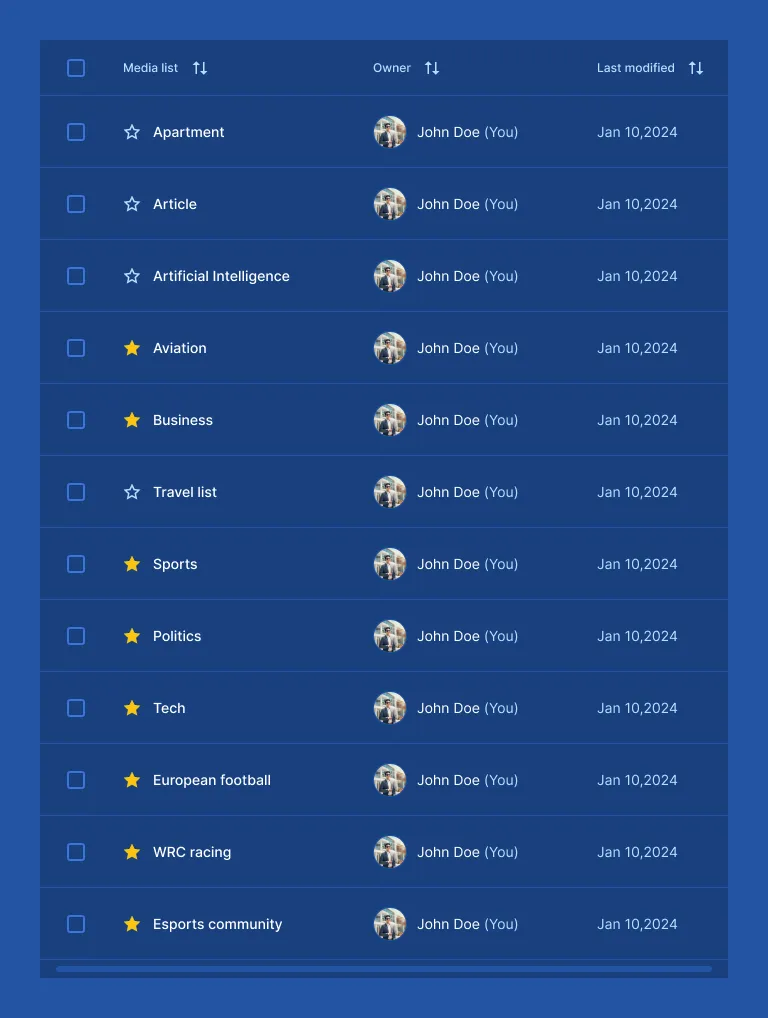 Media list Owner Last modified
Apartment John Doe (You) Jan 10,2024
Article John Doe (You) Jan 10,2024
Artificial Intelligence John Doe (You) Jan 10,2024
Aviation John Doe (You) Jan 10,2024
Business John Doe (You) Jan 10,2024
Travel list John Doe (You) Jan 10,2024
Sports John Doe (You) Jan 10,2024
Politics John Doe (You) Jan 10,2024
Tech John Doe (You) Jan 10,2024
European football John Doe (You) Jan 10,2024
WRC racing John Doe (You) Jan 10,2024
Esports community John Doe (You) Jan 10,2024